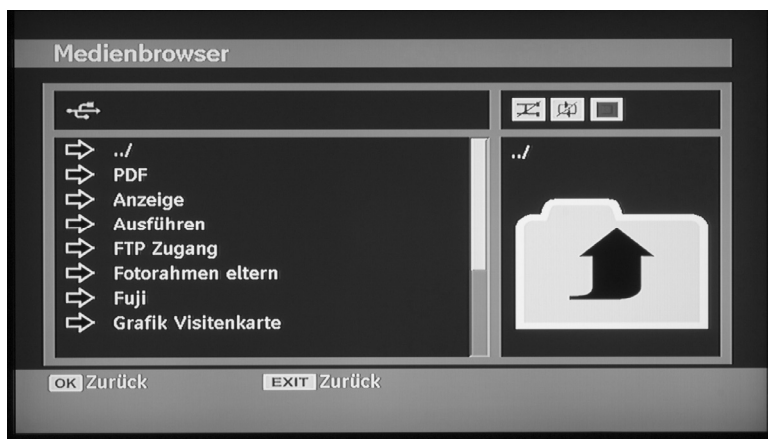 Medienbrowser
../
PDF
Anzeige
Ausführen
FTP Zugang
Fotorahmen eltern
Fuji
Grafik Visitenkarte
../
OK Zurück
EXIT Zurück